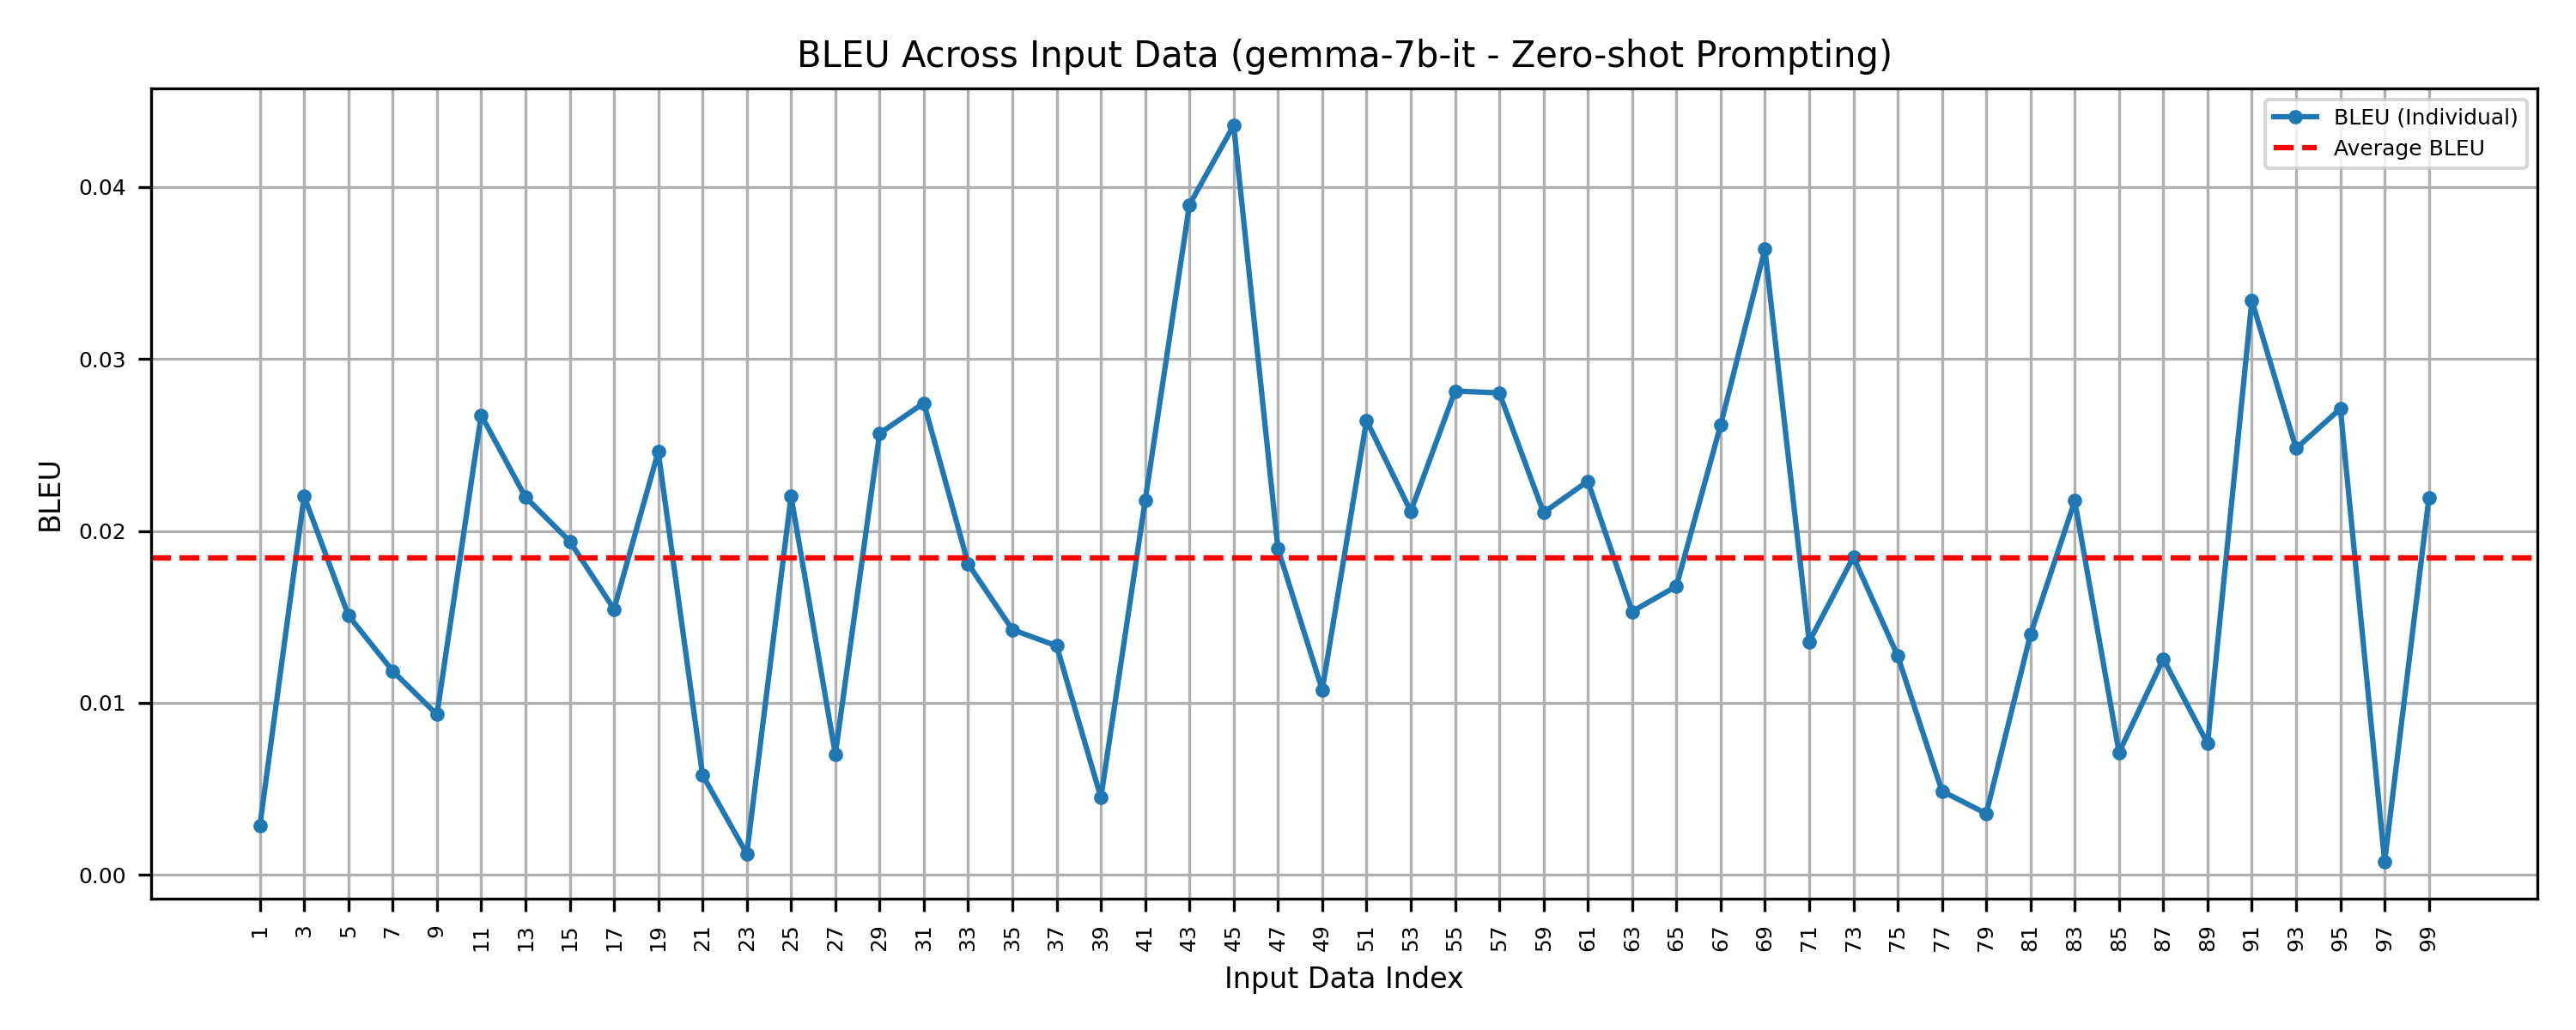 BLEU Across Input Data (gemma-7b-it - Zero-shot Prompting)
BLEU (Individual)
Average BLEU
BLEU
0.04
0.03
0.02
0.01
0.00
1 3 5 7 9 11 13 15 17 19 21 23 25 27 29 31 33 35 37 39 41 43 45 47 49 51 53 55 57 59 61 63 65 67 69 71 73 75 77 79 81 83 85 87 89 91 93 95 97 99
Input Data Index